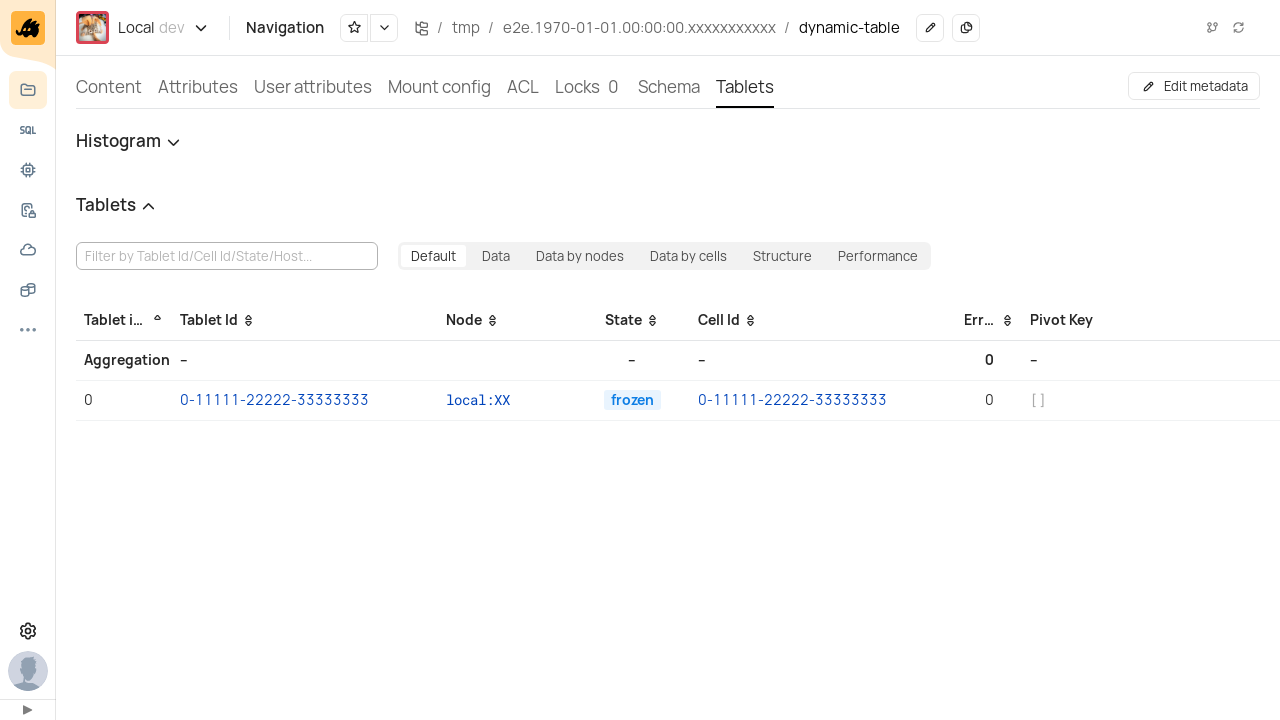 Local dev Navigation / tmp / e2e.1970-01-01.00:00:00.xxxxxxxxxxx / dynamic-table
Content Attributes User attributes Mount config ACL Locks 0 Schema Tablets Edit metadata
Histogram
SQL
Tablets
Filter by Tablet Id/Cell Id/State/Host... Default Data Data by nodes Data by cells Structure Performance
Tablet i... Tablet Id Node State Cell Id Err... Pivot Key
Aggregation – – – 0 –
0 0-11111-22222-33333333 local:XX frozen 0-11111-22222-33333333 0 []